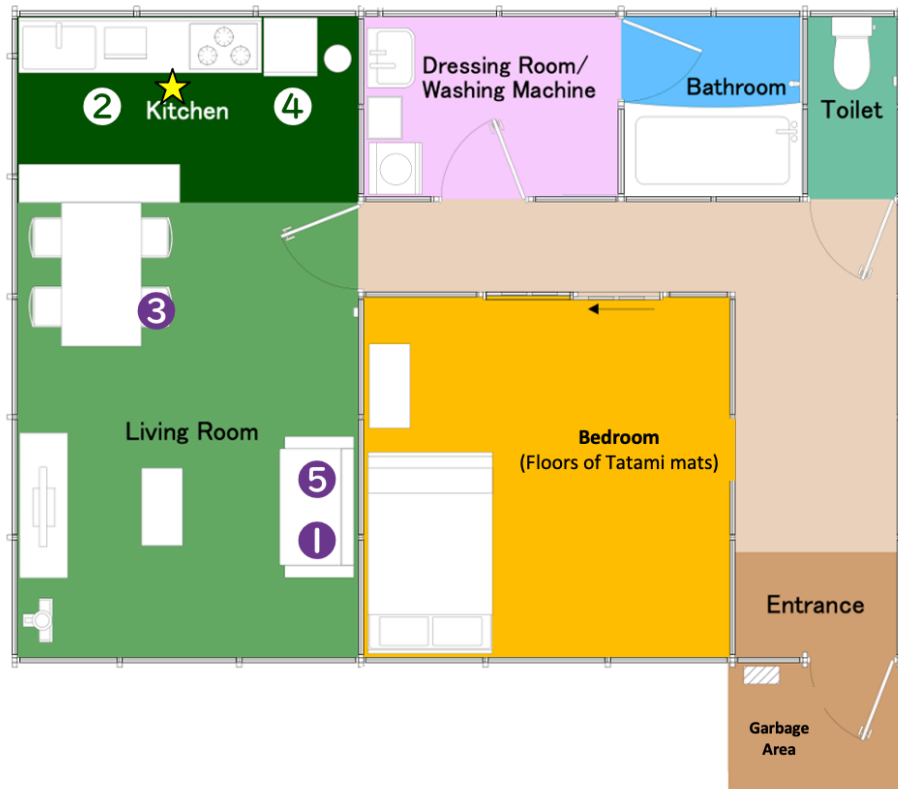 Dressing Room/
Washing Machine
Bathroom
Toilet
2
Kitchen
4
3
Living Room
Bedroom
(Floors of Tatami mats)
5
1
Entrance
Garbage
Area